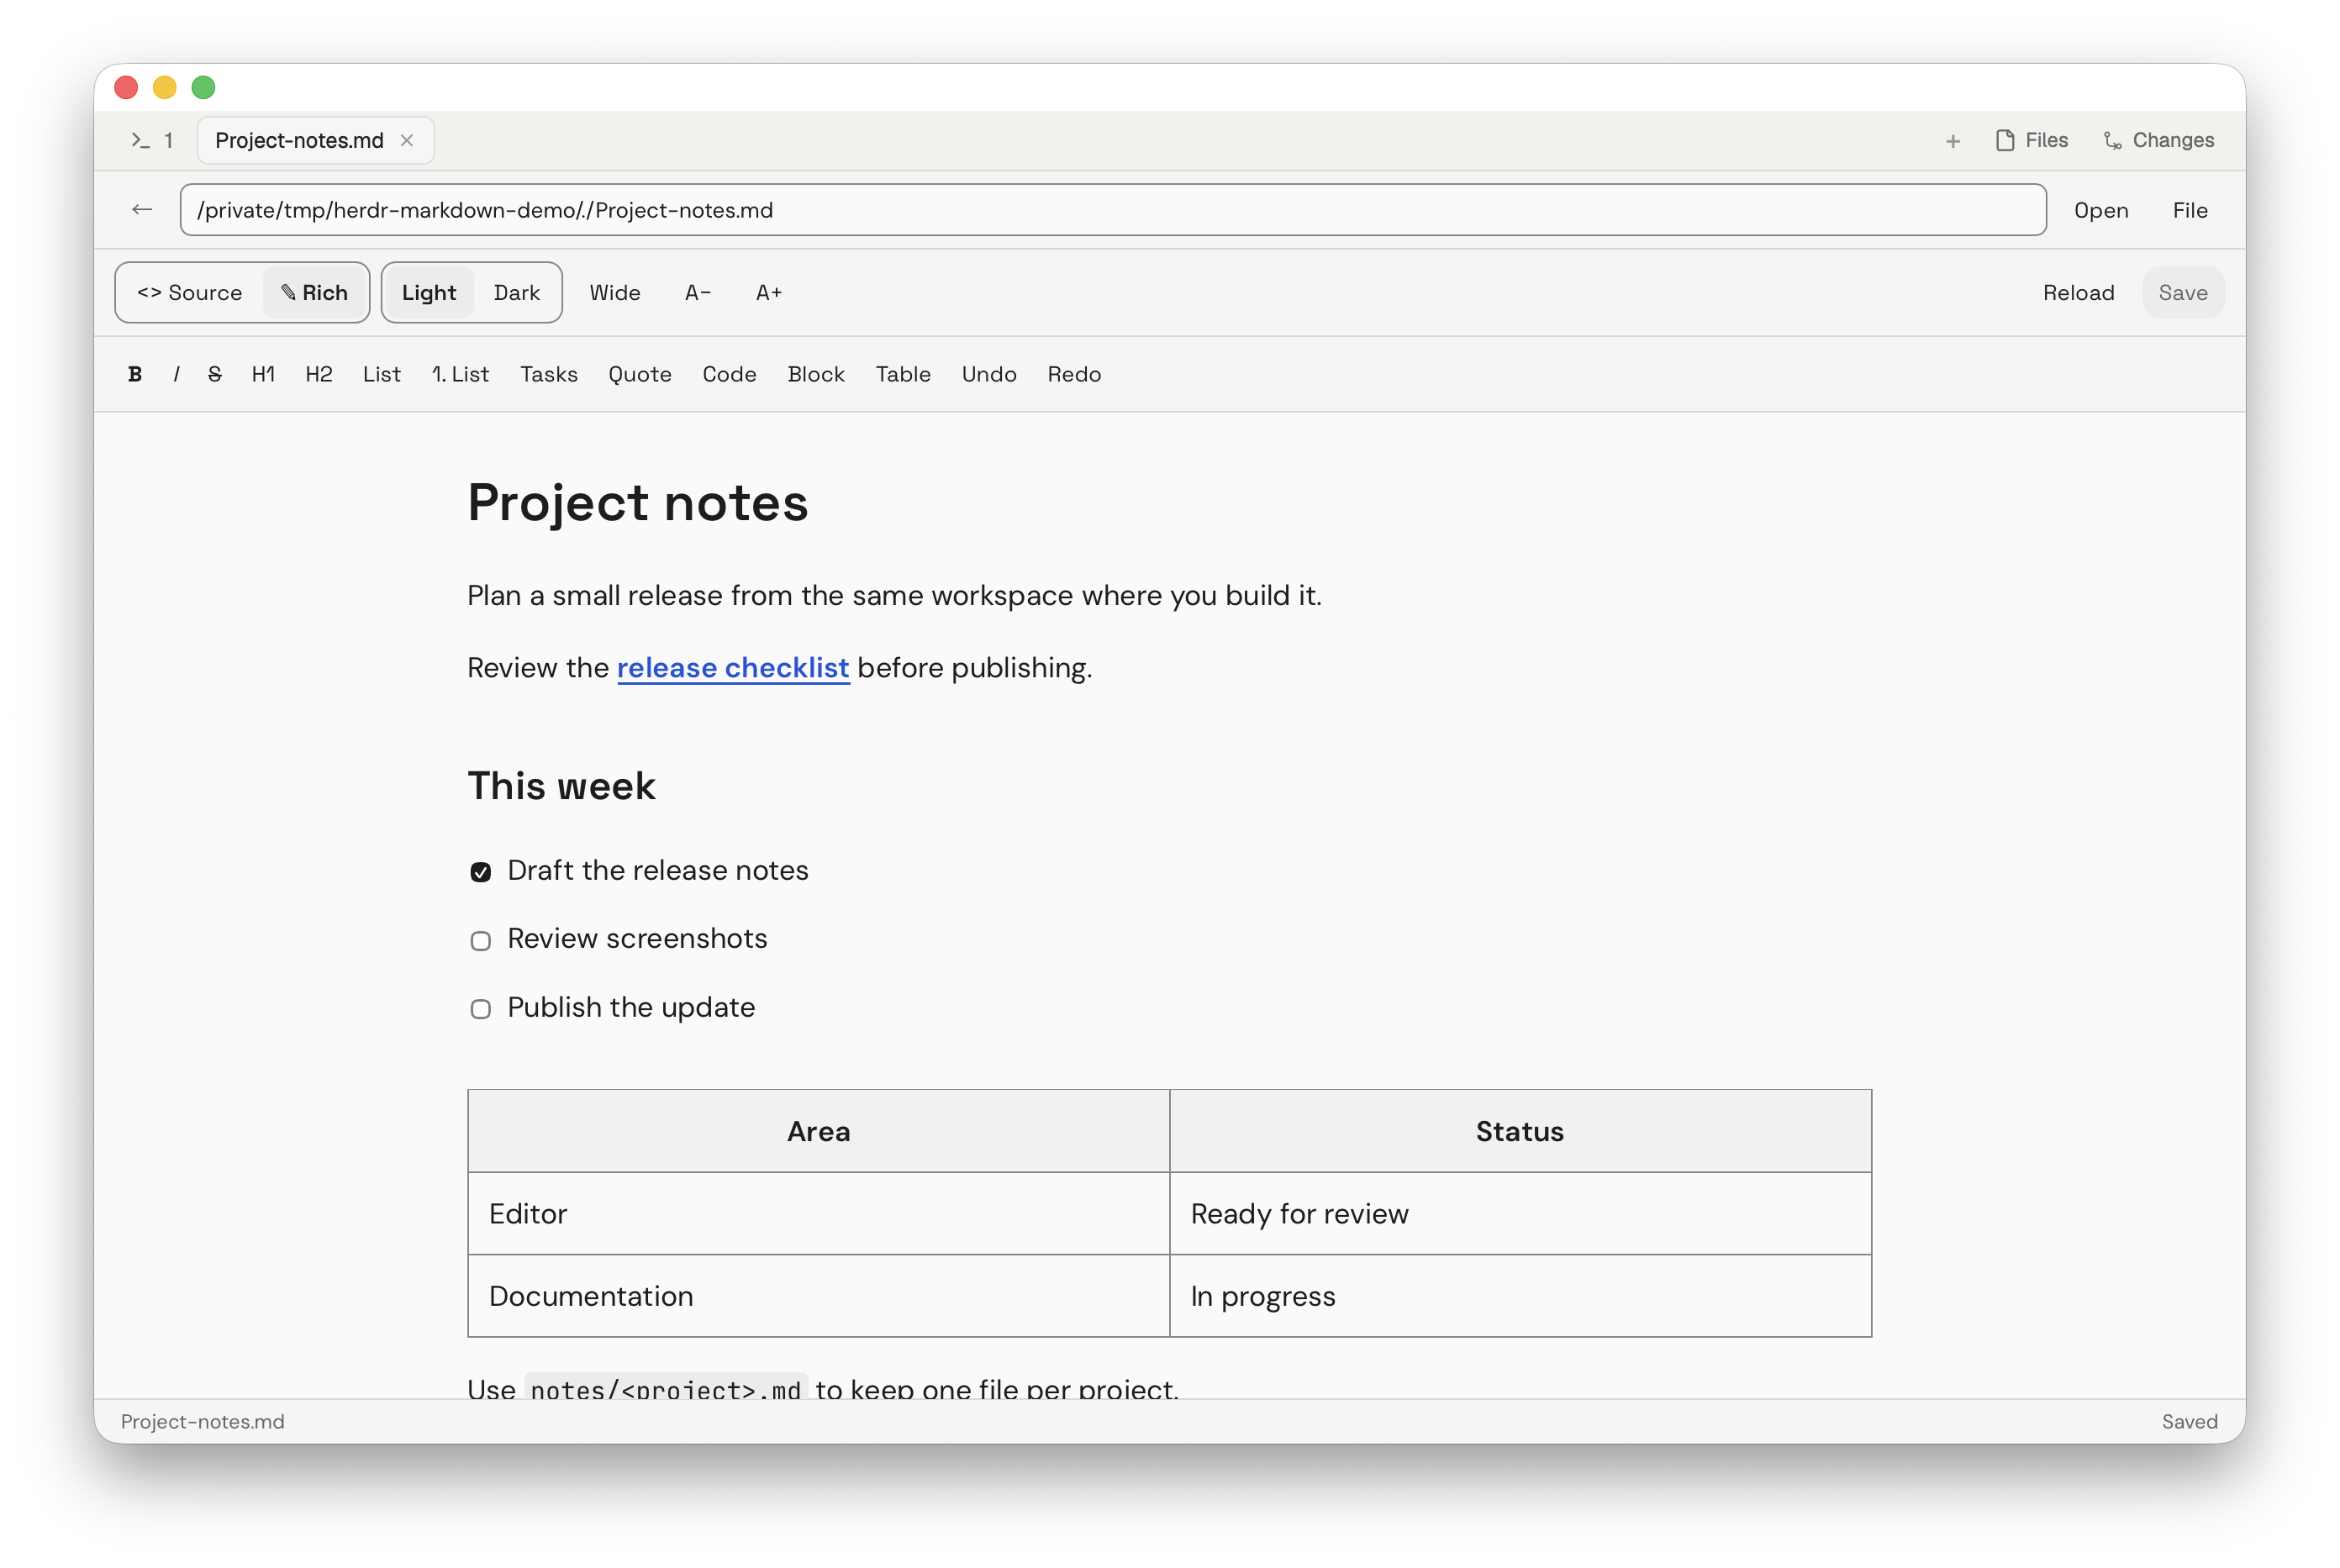 >_ 1 Project-notes.md × + Files Changes
← /private/tmp/herdr-markdown-demo/./Project-notes.md Open File
<> Source ✎ Rich Light Dark Wide A- A+ Reload Save
B I S H1 H2 List 1. List Tasks Quote Code Block Table Undo Redo
Project notes
Plan a small release from the same workspace where you build it.
Review the release checklist before publishing.
This week
Draft the release notes
Review screenshots
Publish the update
Area Status
Editor Ready for review
Documentation In progress
Use notes/<project>.md to keep one file per project.
Project-notes.md Saved